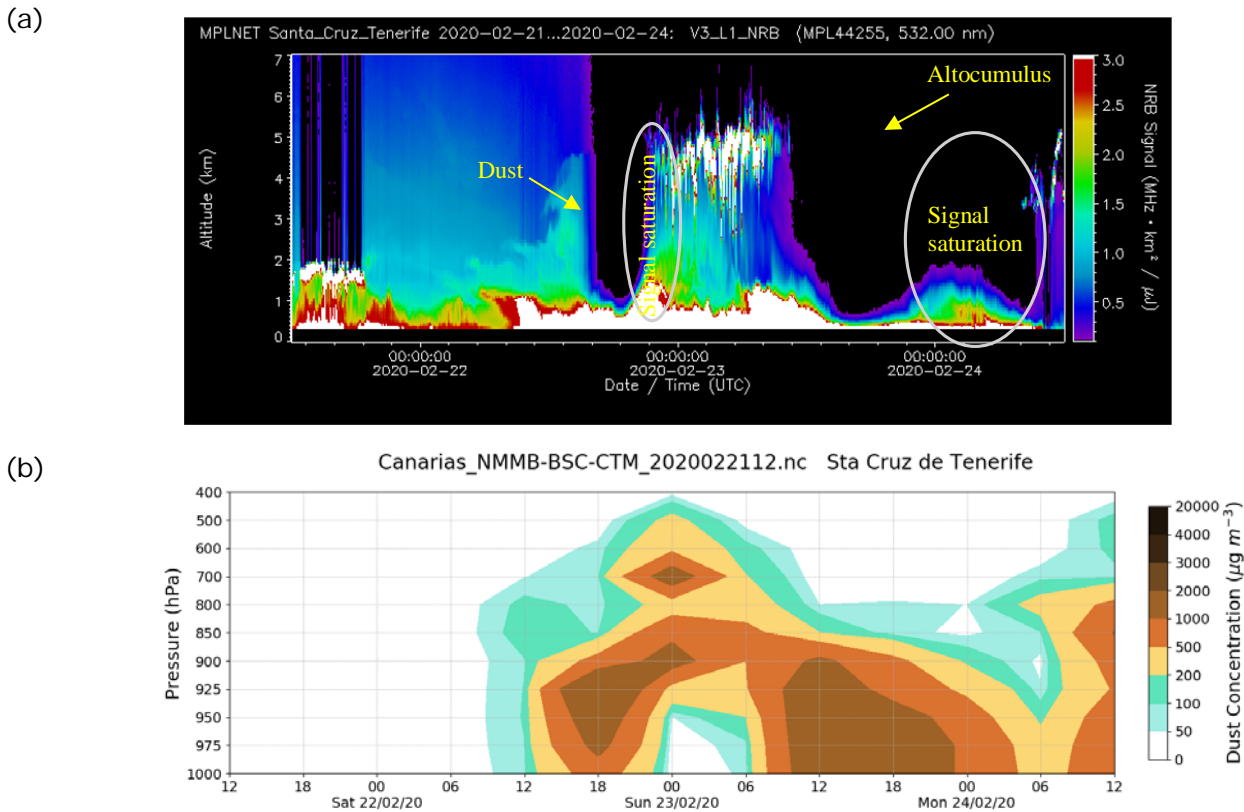 (a)
MPLNET Santa_Cruz_Tenerife 2020-02-21...2020-02-24: V3_L1_NRB (MPL44255, 532.00 nm)
7
6
5
4
3
2
1
0
Altitude (km)
Dust
Signal saturation
Altocumulus
Signal
saturation
3.0
2.5
2.0
1.5
1.0
0.5
NRB Signal (MHz • km² / μJ)
00:00:00
2020-02-22
00:00:00
2020-02-23
00:00:00
2020-02-24
Date / Time (UTC)
(b)
Canarias_NMMB-BSC-CTM_2020022112.nc Sta Cruz de Tenerife
400
500
600
700
800
850
900
925
950
975
1000
Pressure (hPa)
12 18 00 06 12 18 00 06 12 18 00 06 12
Sat 22/02/20 Sun 23/02/20 Mon 24/02/20
20000
4000
3000
2000
1000
500
200
100
50
0
Dust Concentration (μg m⁻³)